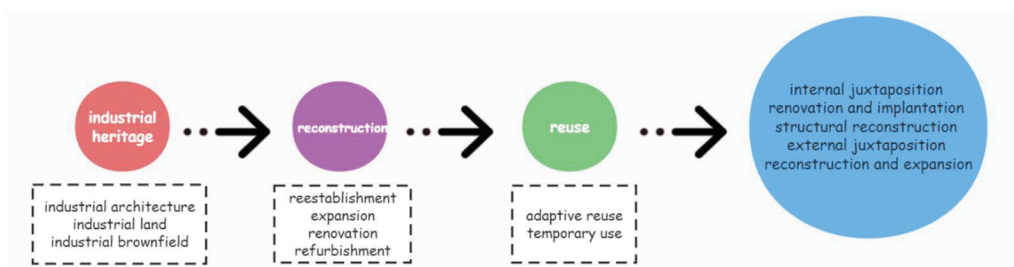 industrial
heritage
reconstruction
reuse
internal juxtaposition
renovation and implantation
structural reconstruction
external juxtaposition
reconstruction and expansion
industrial architecture
industrial land
industrial brownfield
reestablishment
expansion
renovation
refurbishment
adaptive reuse
temporary use